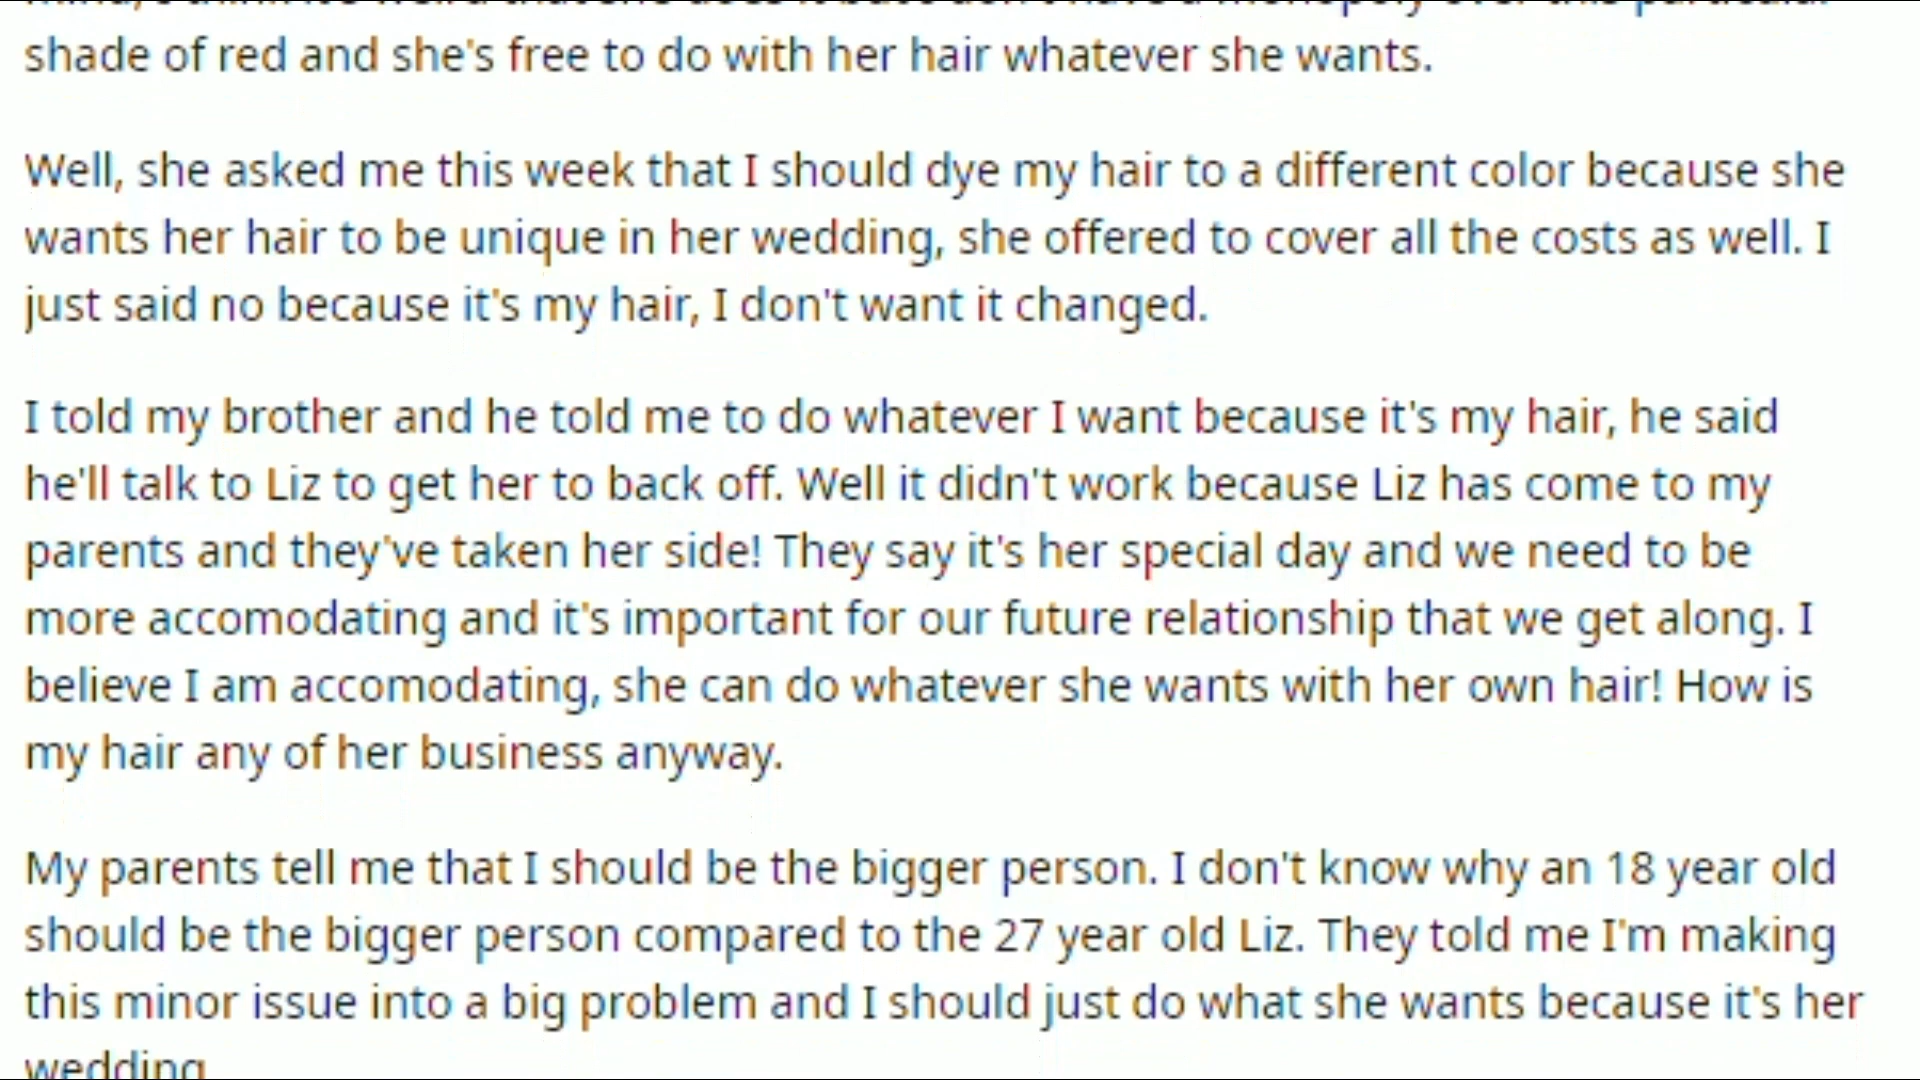 shade of red and she's free to do with her hair whatever she wants.
Well, she asked me this week that I should dye my hair to a different color because she
wants her hair to be unique in her wedding, she offered to cover all the costs as well. I
just said no because it's my hair, I don't want it changed.
I told my brother and he told me to do whatever I want because it's my hair, he said
he'll talk to Liz to get her to back off. Well it didn't work because Liz has come to my
parents and they've taken her side! They say it's her special day and we need to be
more accomodating and it's important for our future relationship that we get along. I
believe I am accomodating, she can do whatever she wants with her own hair! How is
my hair any of her business anyway.
My parents tell me that I should be the bigger person. I don't know why an 18 year old
should be the bigger person compared to the 27 year old Liz. They told me I'm making
this minor issue into a big problem and I should just do what she wants because it's her
wedding